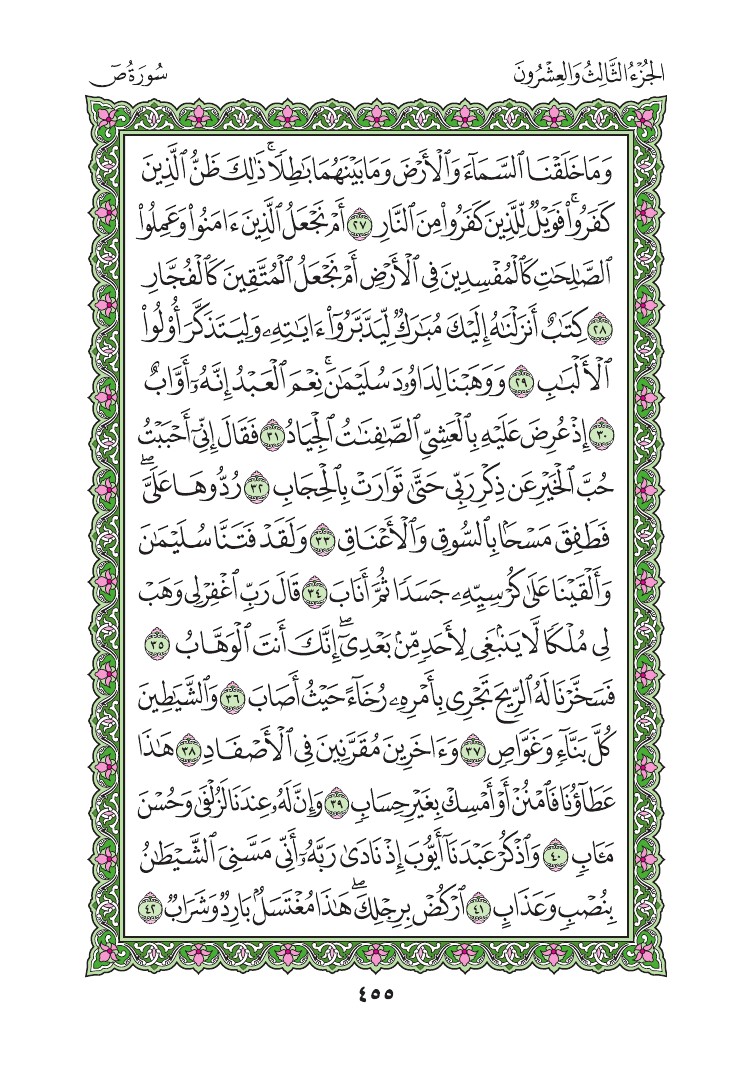 الجُزْءُ الثَّالِثُ وَالعِشْرُونَ
سُورَةُ صٓ
وَمَا خَلَقْنَا ٱلسَّمَآءَ وَٱلْأَرْضَ وَمَا بَيْنَهُمَا بَٰطِلًا ۚ ذَٰلِكَ ظَنُّ ٱلَّذِينَ
كَفَرُوا۟ ۚ فَوَيْلٌ لِّلَّذِينَ كَفَرُوا۟ مِنَ ٱلنَّارِ ٢٧ أَمْ نَجْعَلُ ٱلَّذِينَ ءَامَنُوا۟ وَعَمِلُوا۟
ٱلصَّٰلِحَٰتِ كَٱلْمُفْسِدِينَ فِى ٱلْأَرْضِ أَمْ نَجْعَلُ ٱلْمُتَّقِينَ كَٱلْفُجَّارِ
٢٨ كِتَٰبٌ أَنزَلْنَٰهُ إِلَيْكَ مُبَٰرَكٌ لِّيَدَّبَّرُوٓا۟ ءَايَٰتِهِۦ وَلِيَتَذَكَّرَ أُو۟لُوا۟
ٱلْأَلْبَٰبِ ٢٩ وَوَهَبْنَا لِدَاوُۥدَ سُلَيْمَٰنَ ۚ نِعْمَ ٱلْعَبْدُ إِنَّهُۥٓ أَوَّابٌ
٣٠ إِذْ عُرِضَ عَلَيْهِ بِٱلْعَشِىِّ ٱلصَّٰفِنَٰتُ ٱلْجِيَادُ ٣١ فَقَالَ إِنِّىٓ أَحْبَبْتُ
حُبَّ ٱلْخَيْرِ عَن ذِكْرِ رَبِّى حَتَّىٰ تَوَارَتْ بِٱلْحِجَابِ ٣٢ رُدُّوهَا عَلَىَّ ۖ
فَطَفِقَ مَسْحًۢا بِٱلسُّوقِ وَٱلْأَعْنَاقِ ٣٣ وَلَقَدْ فَتَنَّا سُلَيْمَٰنَ
وَأَلْقَيْنَا عَلَىٰ كُرْسِيِّهِۦ جَسَدًا ثُمَّ أَنَابَ ٣٤ قَالَ رَبِّ ٱغْفِرْ لِى وَهَبْ
لِى مُلْكًا لَّا يَنۢبَغِى لِأَحَدٍ مِّنۢ بَعْدِىٓ ۖ إِنَّكَ أَنتَ ٱلْوَهَّابُ ٣٥
فَسَخَّرْنَا لَهُ ٱلرِّيحَ تَجْرِى بِأَمْرِهِۦ رُخَآءً حَيْثُ أَصَابَ ٣٦ وَٱلشَّيَٰطِينَ
كُلَّ بَنَّآءٍ وَغَوَّاصٍ ٣٧ وَءَاخَرِينَ مُقَرَّنِينَ فِى ٱلْأَصْفَادِ ٣٨ هَٰذَا
عَطَآؤُنَا فَٱمْنُنْ أَوْ أَمْسِكْ بِغَيْرِ حِسَابٍ ٣٩ وَإِنَّ لَهُۥ عِندَنَا لَزُلْفَىٰ وَحُسْنَ
مَـَٔابٍ ٤٠ وَٱذْكُرْ عَبْدَنَآ أَيُّوبَ إِذْ نَادَىٰ رَبَّهُۥٓ أَنِّى مَسَّنِىَ ٱلشَّيْطَٰنُ
بِنُصْبٍ وَعَذَابٍ ٤١ ٱرْكُضْ بِرِجْلِكَ ۖ هَٰذَا مُغْتَسَلٌۢ بَارِدٌ وَشَرَابٌ ٤٢
٤٥٥